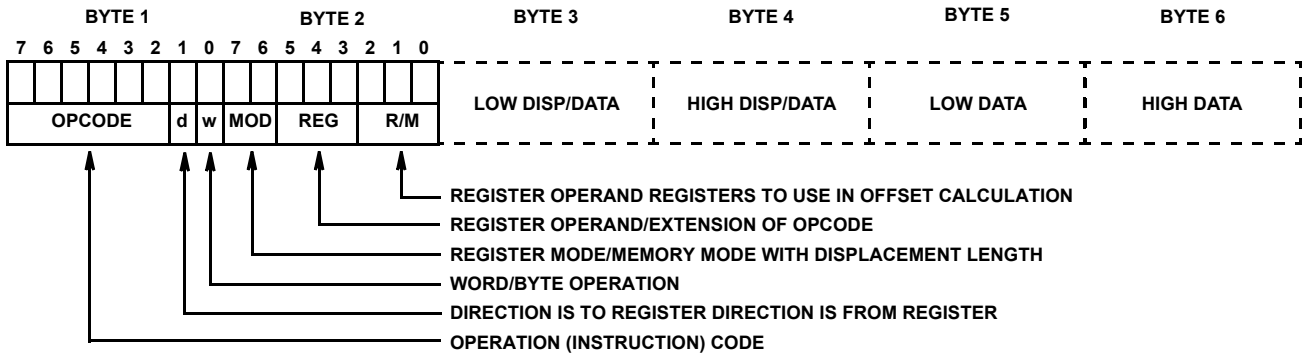 BYTE 1 BYTE 2 BYTE 3 BYTE 4 BYTE 5 BYTE 6
7 6 5 4 3 2 1 0 7 6 5 4 3 2 1 0
OPCODE d w MOD REG R/M LOW DISP/DATA HIGH DISP/DATA LOW DATA HIGH DATA
REGISTER OPERAND REGISTERS TO USE IN OFFSET CALCULATION
REGISTER OPERAND/EXTENSION OF OPCODE
REGISTER MODE/MEMORY MODE WITH DISPLACEMENT LENGTH
WORD/BYTE OPERATION
DIRECTION IS TO REGISTER DIRECTION IS FROM REGISTER
OPERATION (INSTRUCTION) CODE